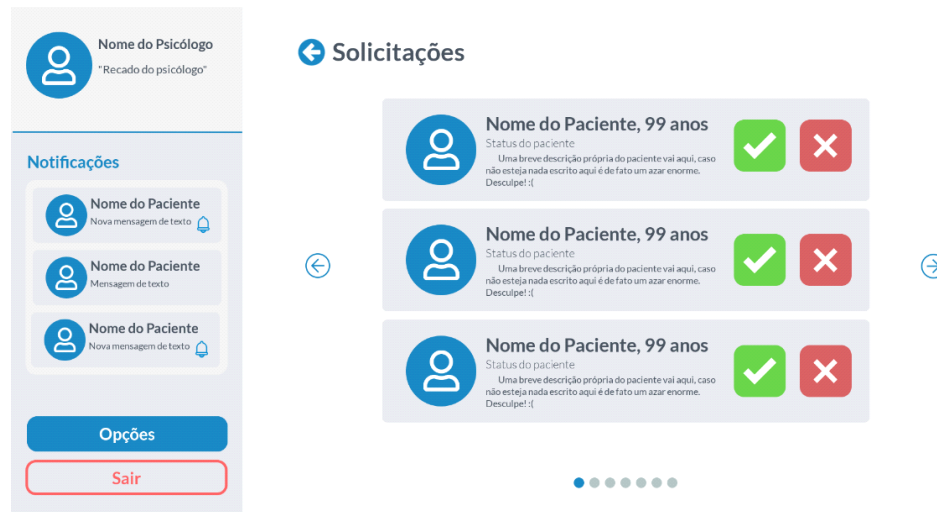 Nome do Psicólogo
"Recado do psicólogo"
Notificações
Nome do Paciente
Nova mensagem de texto
Nome do Paciente
Mensagem de texto
Nome do Paciente
Nova mensagem de texto
Opções
Sair
Solicitações
Nome do Paciente, 99 anos
Status do paciente
Uma breve descrição própria do paciente vai aqui, caso
não esteja nada escrito aqui é de fato um azar enorme.
Desculpe! :(
Nome do Paciente, 99 anos
Status do paciente
Uma breve descrição própria do paciente vai aqui, caso
não esteja nada escrito aqui é de fato um azar enorme.
Desculpe! :(
Nome do Paciente, 99 anos
Status do paciente
Uma breve descrição própria do paciente vai aqui, caso
não esteja nada escrito aqui é de fato um azar enorme.
Desculpe! :(